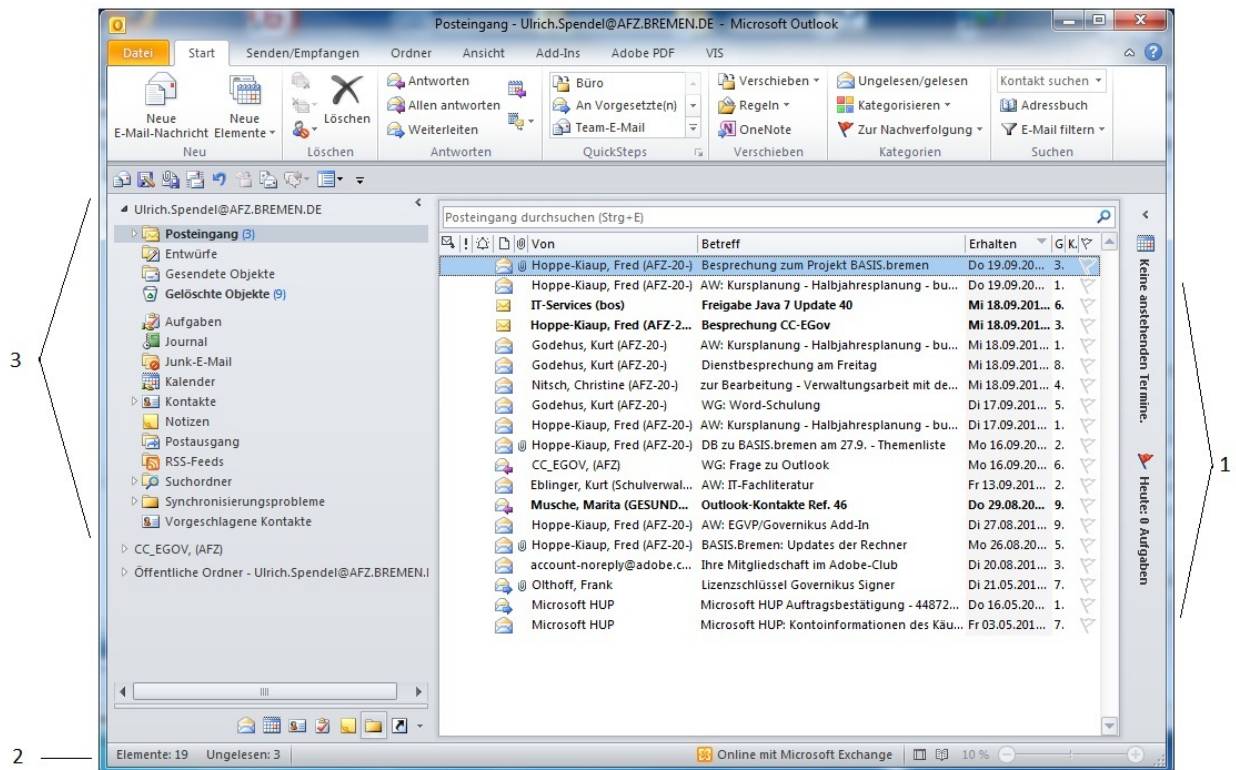 Posteingang - Ulrich.Spendel@AFZ.BREMEN.DE - Microsoft Outlook
Datei Start Senden/Empfangen Ordner Ansicht Add-Ins Adobe PDF VIS
Neue E-Mail-Nachricht
Neue Elemente
Neu
Löschen
Löschen
Antworten
Allen antworten
Weiterleiten
Antworten
Büro
An Vorgesetzte(n)
Team-E-Mail
QuickSteps
Verschieben
Regeln
OneNote
Verschieben
Ungelesen/gelesen
Kategorisieren
Zur Nachverfolgung
Kategorien
Kontakt suchen
Adressbuch
E-Mail filtern
Suchen
3
Ulrich.Spendel@AFZ.BREMEN.DE
Posteingang (3)
Entwürfe
Gesendete Objekte
Gelöschte Objekte (9)
Aufgaben
Journal
Junk-E-Mail
Kalender
Kontakte
Notizen
Postausgang
RSS-Feeds
Suchordner
Synchronisierungsprobleme
Vorgeschlagene Kontakte
CC_EGOV, (AFZ)
Öffentliche Ordner - Ulrich.Spendel@AFZ.BREMEN.
Posteingang durchsuchen (Strg+E)
! Von Betreff Erhalten G K.
Hoppe-Kiaup, Fred (AFZ-20-) Besprechung zum Projekt BASIS.bremen Do 19.09.20... 3.
Hoppe-Kiaup, Fred (AFZ-20-) AW: Kursplanung - Halbjahresplanung - bu... Do 19.09.20... 1.
IT-Services (bos) Freigabe Java 7 Update 40 Mi 18.09.201... 6.
Hoppe-Kiaup, Fred (AFZ-2... Besprechung CC-EGov Mi 18.09.201... 3.
Godehus, Kurt (AFZ-20-) AW: Kursplanung - Halbjahresplanung - bu... Mi 18.09.201... 1.
Godehus, Kurt (AFZ-20-) Dienstbesprechung am Freitag Mi 18.09.201... 8.
Nitsch, Christine (AFZ-20-) zur Bearbeitung - Verwaltungsarbeit mit de... Mi 18.09.201... 4.
Godehus, Kurt (AFZ-20-) WG: Word-Schulung Di 17.09.201... 5.
Hoppe-Kiaup, Fred (AFZ-20-) AW: Kursplanung - Halbjahresplanung - bu... Di 17.09.201... 1.
Hoppe-Kiaup, Fred (AFZ-20-) DB zu BASIS.bremen am 27.9. - Themenliste Mo 16.09.20... 2.
CC_EGOV, (AFZ) WG: Frage zu Outlook Mo 16.09.20... 6.
Eblinger, Kurt (Schulverwal... AW: IT-Fachliteratur Fr 13.09.201... 2.
Musche, Marita (GESUND... Outlook-Kontakte Ref. 46 Do 29.08.20... 9.
Hoppe-Kiaup, Fred (AFZ-20-) AW: EGVP/Governikus Add-In Di 27.08.201... 9.
Hoppe-Kiaup, Fred (AFZ-20-) BASIS.Bremen: Updates der Rechner Mo 26.08.20... 5.
account-noreply@adobe.c... Ihre Mitgliedschaft im Adobe-Club Di 20.08.201... 3.
Olthoff, Frank Lizenzschlüssel Governikus Signer Di 21.05.201... 7.
Microsoft HUP Microsoft HUP Auftragsbestätigung - 44872... Do 16.05.20... 1.
Microsoft HUP Microsoft HUP: Kontoinformationen des Käu... Fr 03.05.201... 7.
Keine anstehenden Termine.
Heute: 0 Aufgaben
1
2
Elemente: 19 Ungelesen: 3
Online mit Microsoft Exchange 10 %